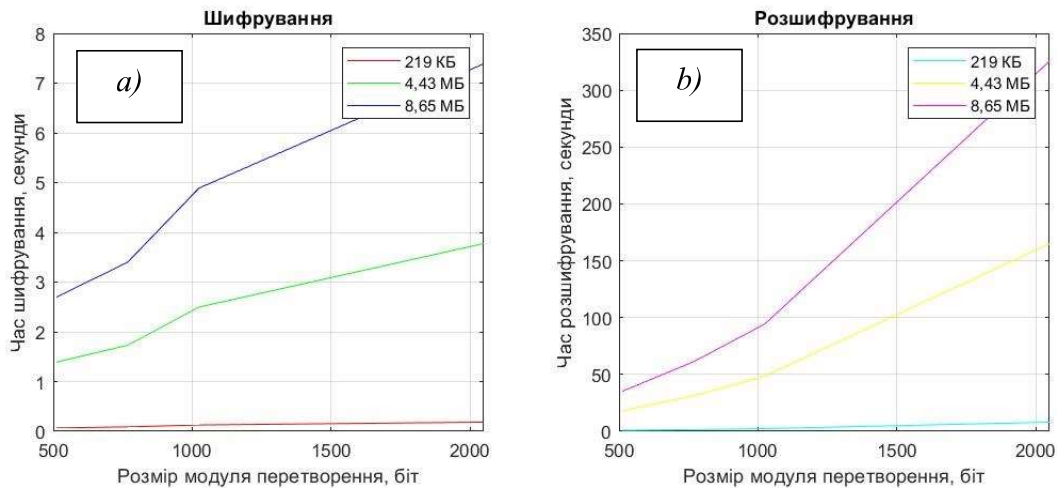 Шифрування
a)
219 КБ
4,43 МБ
8,65 МБ
8
7
6
5
4
3
2
1
0
500
1000
1500
2000
Час шифрування, секунди
Розмір модуля перетворення, біт
Розшифрування
b)
219 КБ
4,43 МБ
8,65 МБ
350
300
250
200
150
100
50
0
500
1000
1500
2000
Час розшифрування, секунди
Розмір модуля перетворення, біт